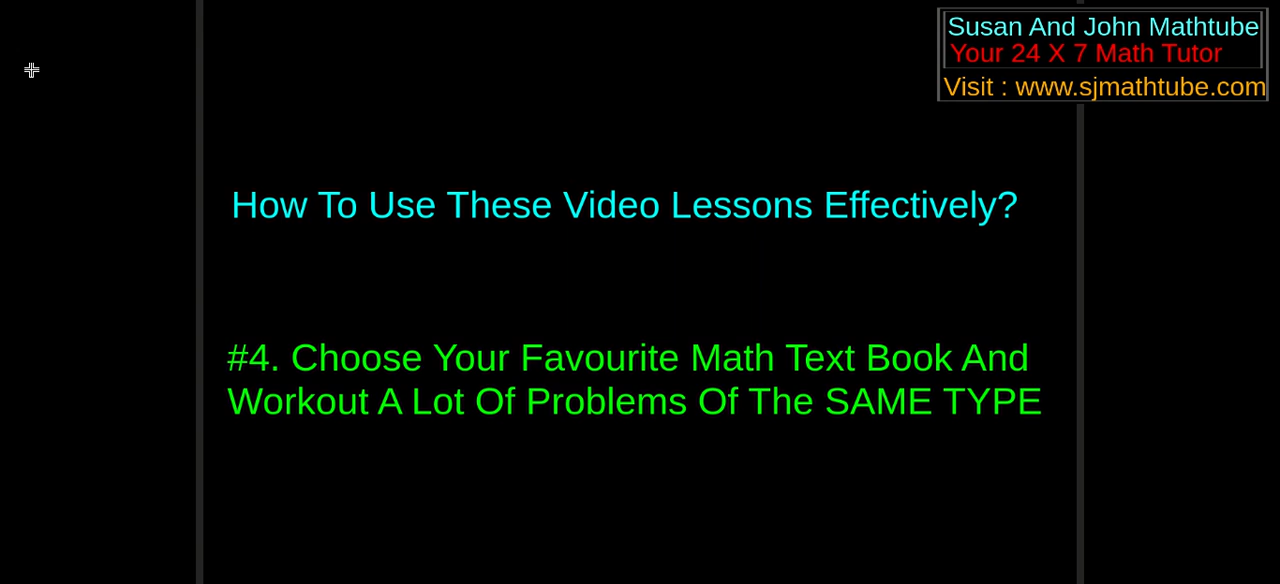 Susan And John Mathtube
Your 24 X 7 Math Tutor
Visit : www.sjmathtube.com
How To Use These Video Lessons Effectively?
#4. Choose Your Favourite Math Text Book And
Workout A Lot Of Problems Of The SAME TYPE